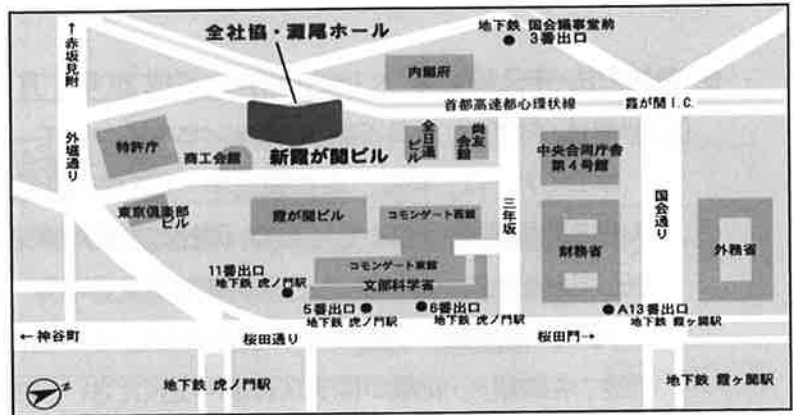 全社協・灘尾ホール
地下鉄 国会議事堂前
3番出口
↑赤坂見附
内閣府
首都高速都心環状線
霞が関I.C.
外堀通り
特許庁
商工会館
新霞が関ビル
全日通
ビル
尚友
会館
中央合同庁舎
第4号館
東京倶楽部
ビル
霞が関ビル
コモンゲート西館
三年坂
国会通り
財務省
外務省
コモンゲート東館
文部科学省
11番出口
地下鉄 虎ノ門駅
5番出口
地下鉄 虎ノ門駅
6番出口
地下鉄 虎ノ門駅
A13番出口
地下鉄 霞ヶ関駅
←神谷町
桜田通り
桜田門→
地下鉄 虎ノ門駅
地下鉄 霞ヶ関駅
N